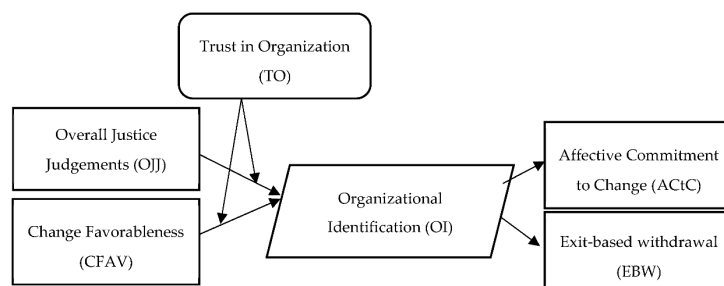 Trust in Organization
(TO)
Overall Justice
Judgements (OJJ)
Change Favorableness
(CFAV)
Organizational
Identification (OI)
Affective Commitment
to Change (ACtC)
Exit-based withdrawal
(EBW)